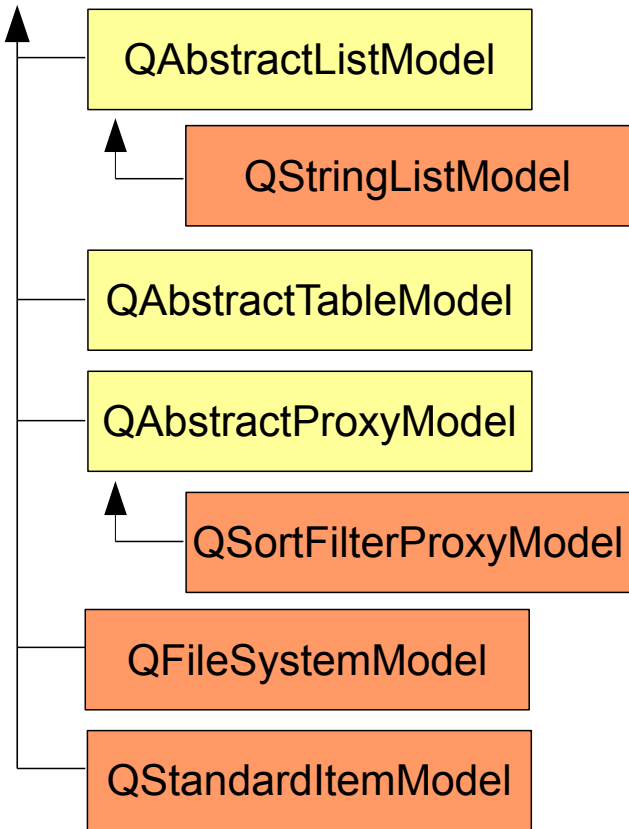 QAbstractListModel
QStringListModel
QAbstractTableModel
QAbstractProxyModel
QSortFilterProxyModel
QFileSystemModel
QStandardItemModel